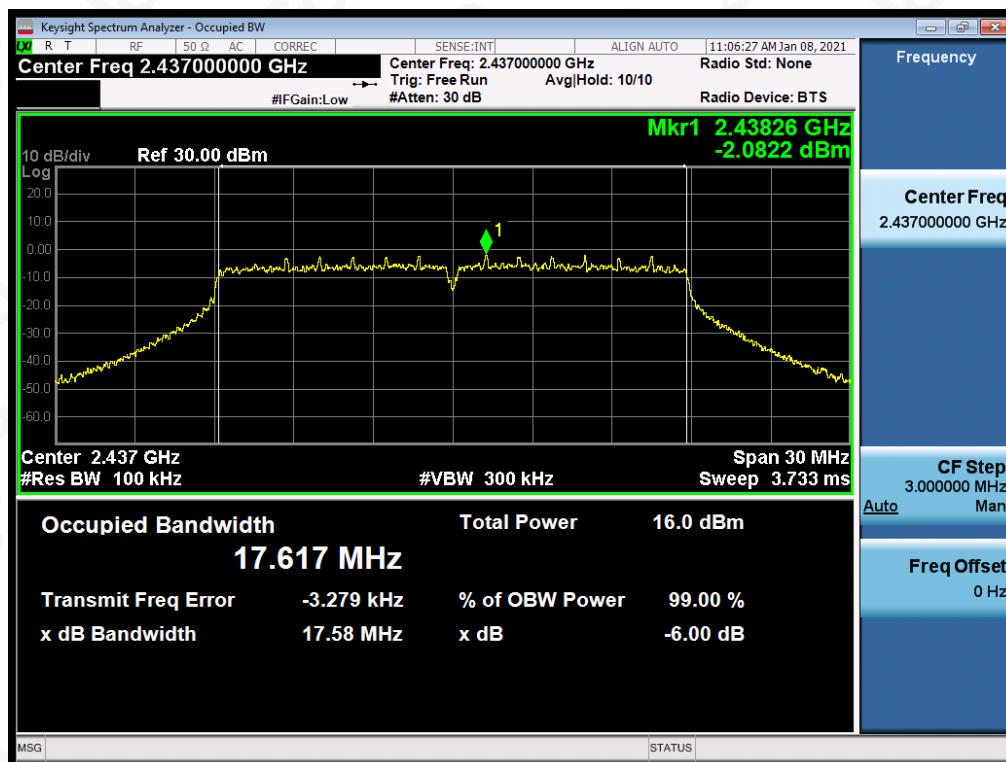 Keysight Spectrum Analyzer - Occupied BW
LXI R T RF 50 Ω AC CORREC SENSE:INT ALIGN AUTO 11:06:27 AM Jan 08, 2021
Center Freq 2.437000000 GHz
Center Freq: 2.437000000 GHz Radio Std: None
Trig: Free Run Avg|Hold: 10/10
#IFGain:Low #Atten: 30 dB Radio Device: BTS
Mkr1 2.43826 GHz
-2.0822 dBm
10 dB/div Ref 30.00 dBm
Log
20.0
10.0
0.00
-10.0
-20.0
-30.0
-40.0
-50.0
-60.0
1
Center 2.437 GHz Span 30 MHz
#Res BW 100 kHz #VBW 300 kHz Sweep 3.733 ms
Occupied Bandwidth Total Power 16.0 dBm
17.617 MHz
Transmit Freq Error -3.279 kHz % of OBW Power 99.00 %
x dB Bandwidth 17.58 MHz x dB -6.00 dB
MSG STATUS
Frequency
Center Freq
2.437000000 GHz
CF Step
3.000000 MHz
Auto Man
Freq Offset
0 Hz